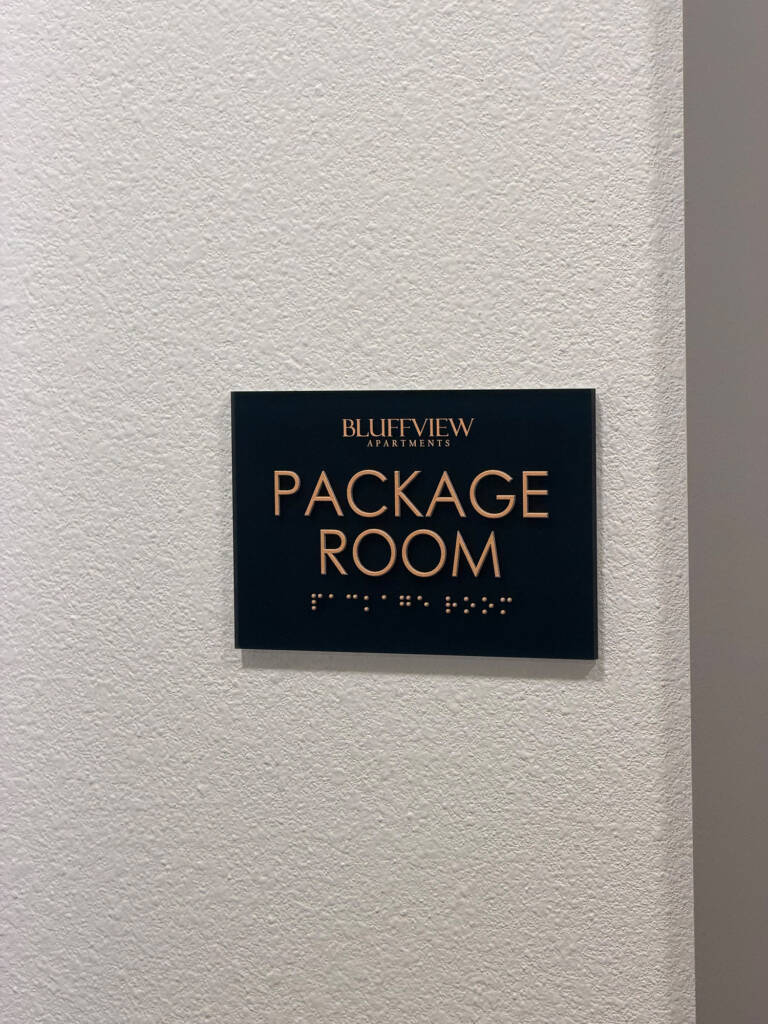 BLUFFVIEW
APARTMENTS
PACKAGE
ROOM
⠏⠁⠉⠅⠁⠛⠑ ⠗⠕⠕⠍